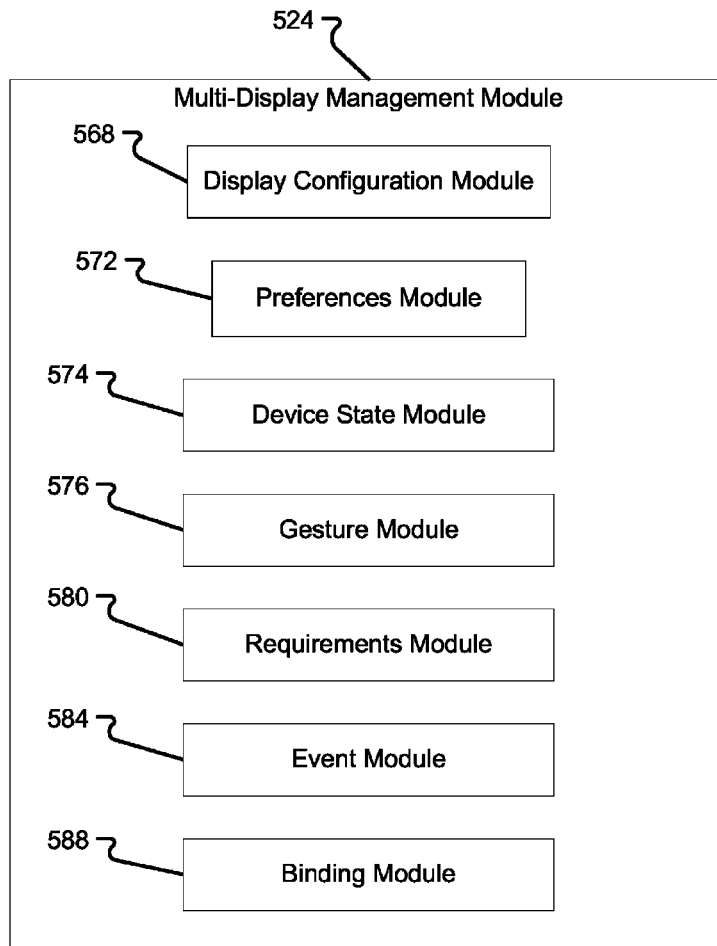 524
Multi-Display Management Module
568
Display Configuration Module
572
Preferences Module
574
Device State Module
576
Gesture Module
580
Requirements Module
584
Event Module
588
Binding Module